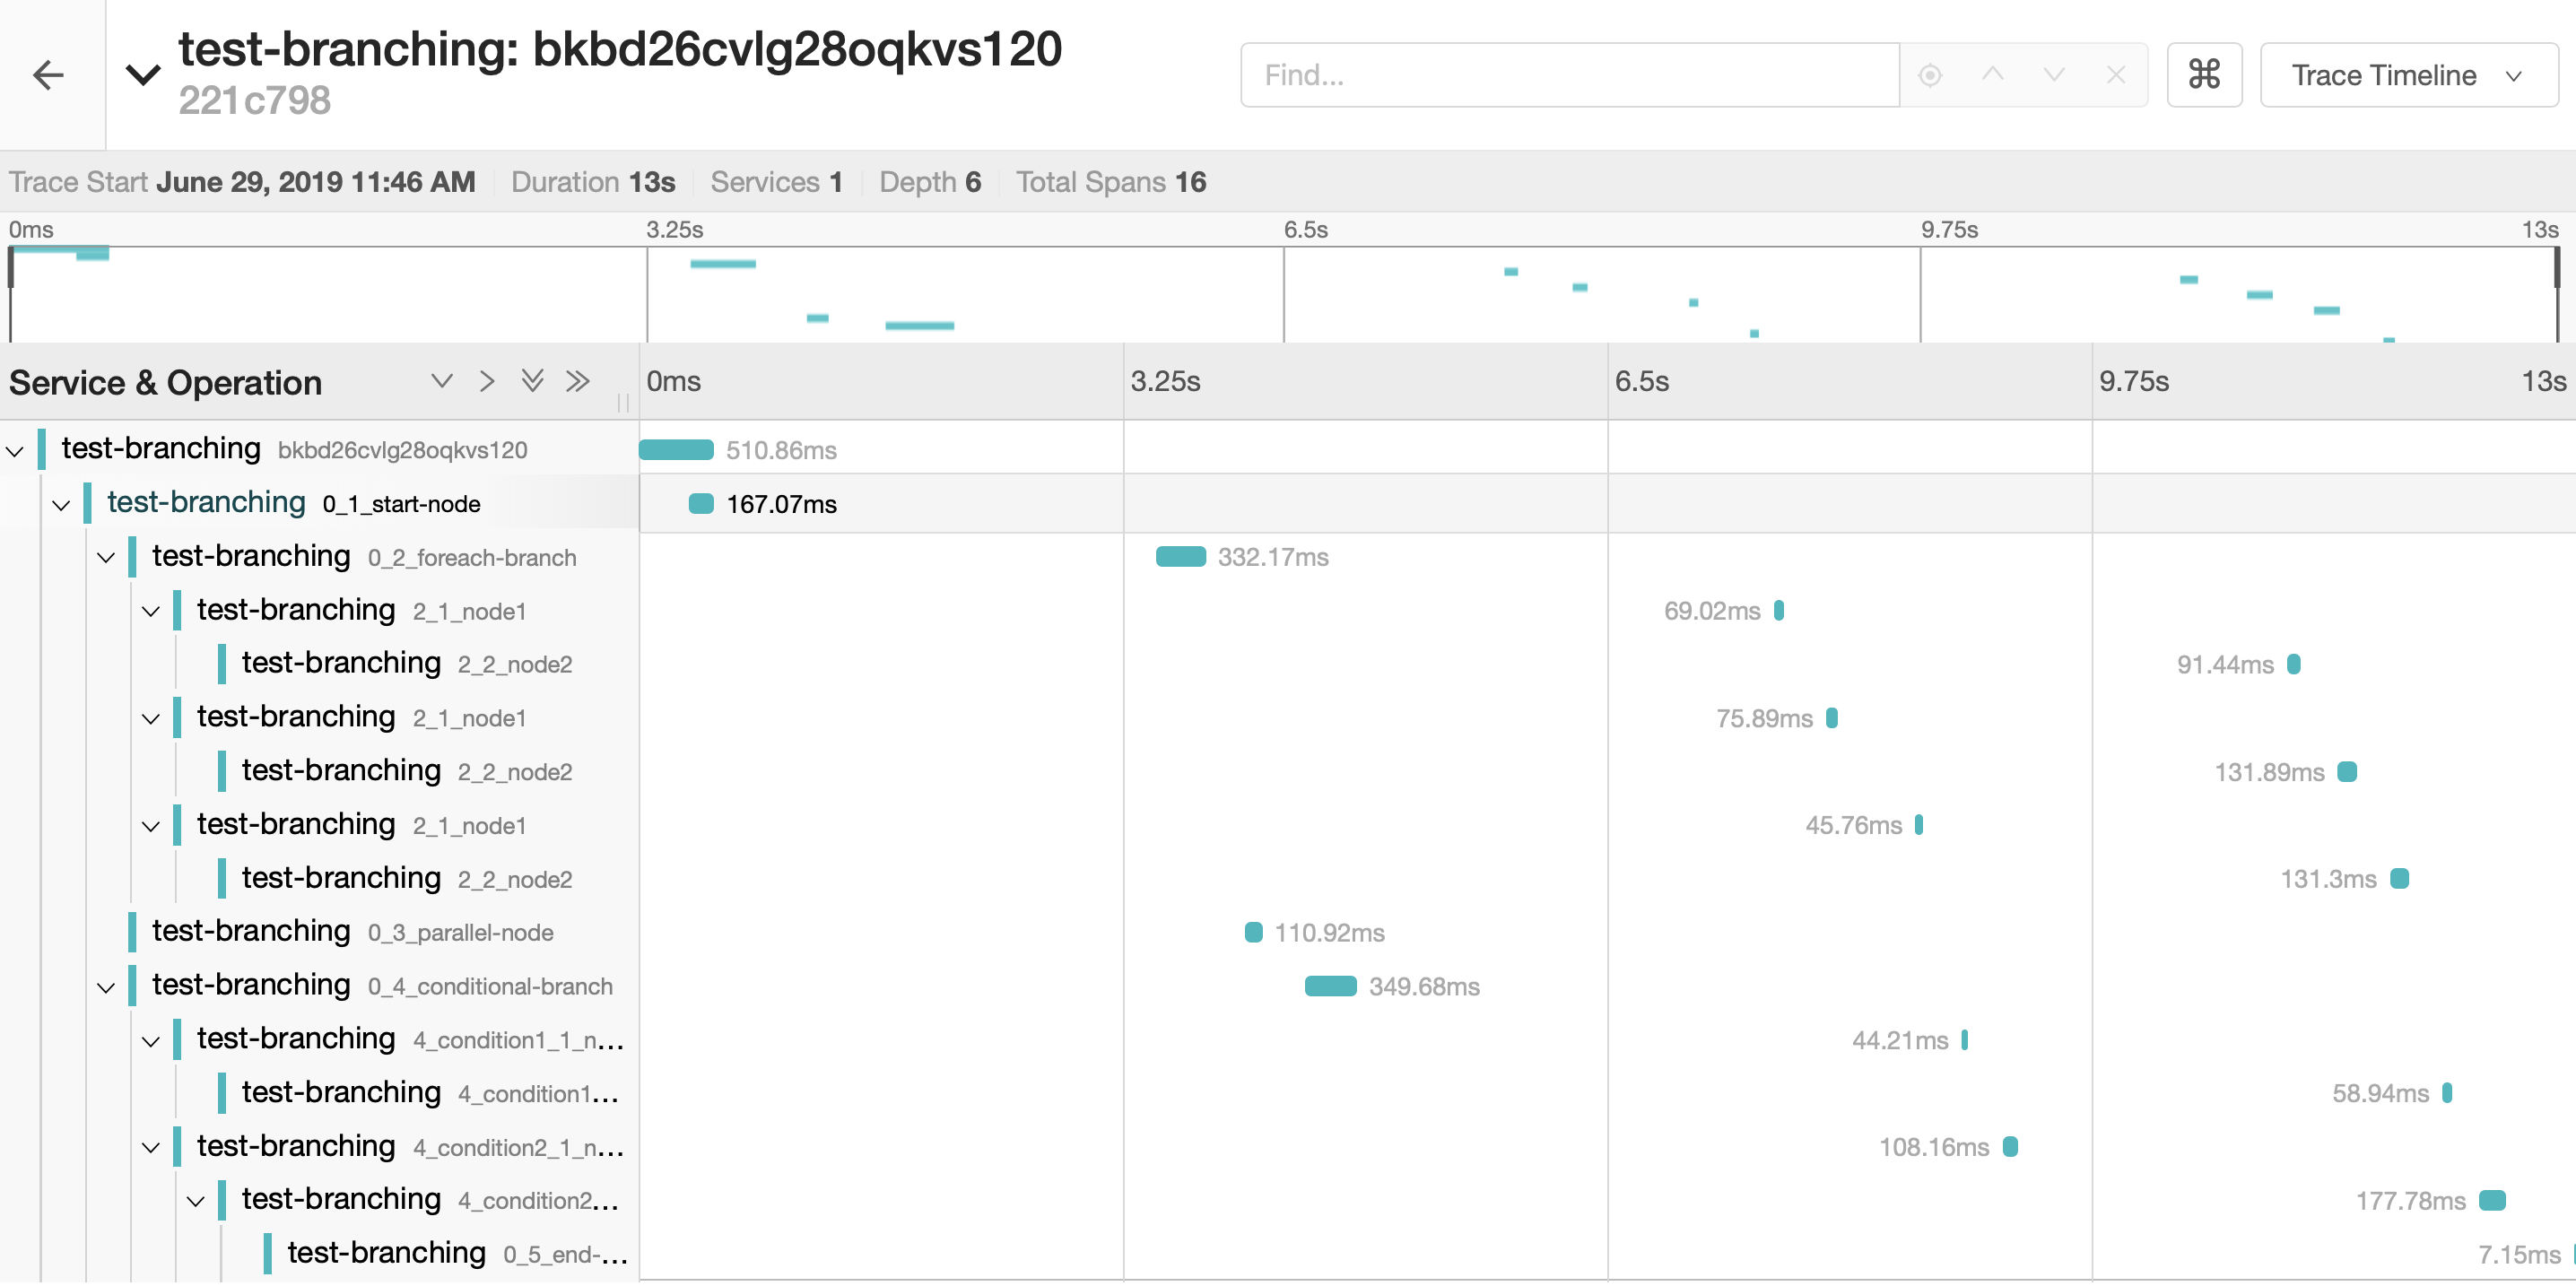 test-branching: bkbd26cvlg28oqkvs120
221c798
Find...
⌘
Trace Timeline
Trace Start June 29, 2019 11:46 AM Duration 13s Services 1 Depth 6 Total Spans 16
0ms 3.25s 6.5s 9.75s 13s
Service & Operation 0ms 3.25s 6.5s 9.75s 13s
test-branching bkbd26cvlg28oqkvs120 510.86ms
test-branching 0_1_start-node 167.07ms
test-branching 0_2_foreach-branch 332.17ms
test-branching 2_1_node1 69.02ms
test-branching 2_2_node2 91.44ms
test-branching 2_1_node1 75.89ms
test-branching 2_2_node2 131.89ms
test-branching 2_1_node1 45.76ms
test-branching 2_2_node2 131.3ms
test-branching 0_3_parallel-node 110.92ms
test-branching 0_4_conditional-branch 349.68ms
test-branching 4_condition1_1_n... 44.21ms
test-branching 4_condition1... 58.94ms
test-branching 4_condition2_1_n... 108.16ms
test-branching 4_condition2... 177.78ms
test-branching 0_5_end-... 7.15ms